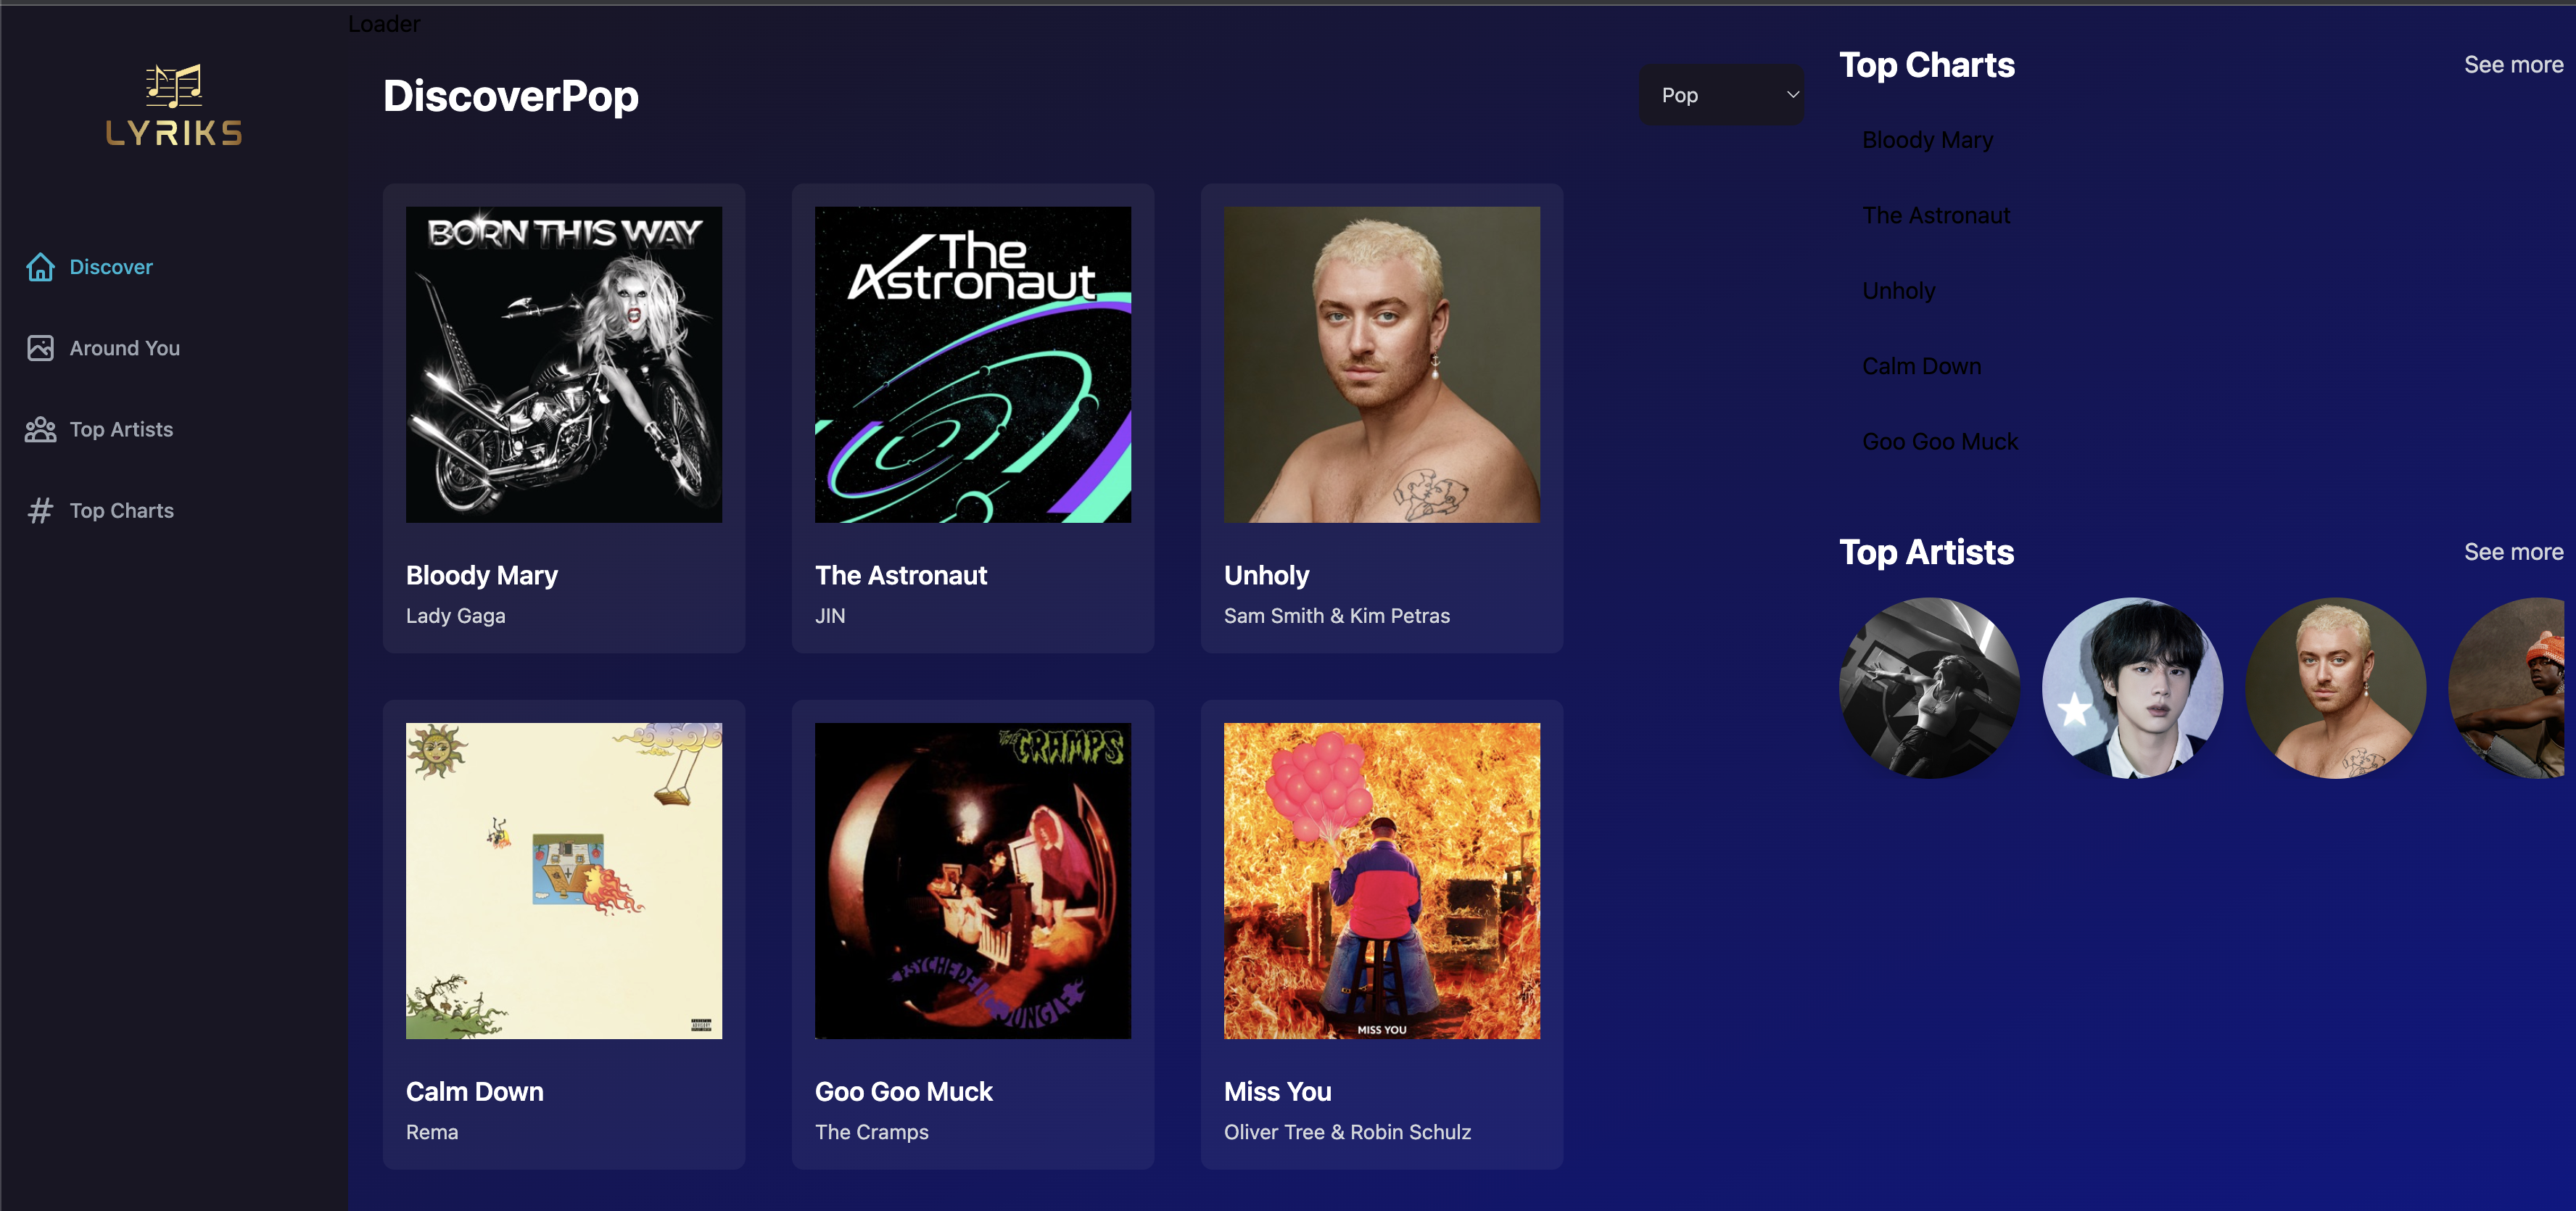 Loader
LYRIKS
Discover
Around You
Top Artists
Top Charts
DiscoverPop
Pop
BORN THIS WAY
Bloody Mary
Lady Gaga
The
Astronaut
The Astronaut
JIN
Unholy
Sam Smith & Kim Petras
Calm Down
Rema
THE CRAMPS
PSYCHEDELIC JUNGLE
Goo Goo Muck
The Cramps
MISS YOU
Miss You
Oliver Tree & Robin Schulz
Top Charts
See more
Bloody Mary
The Astronaut
Unholy
Calm Down
Goo Goo Muck
Top Artists
See more